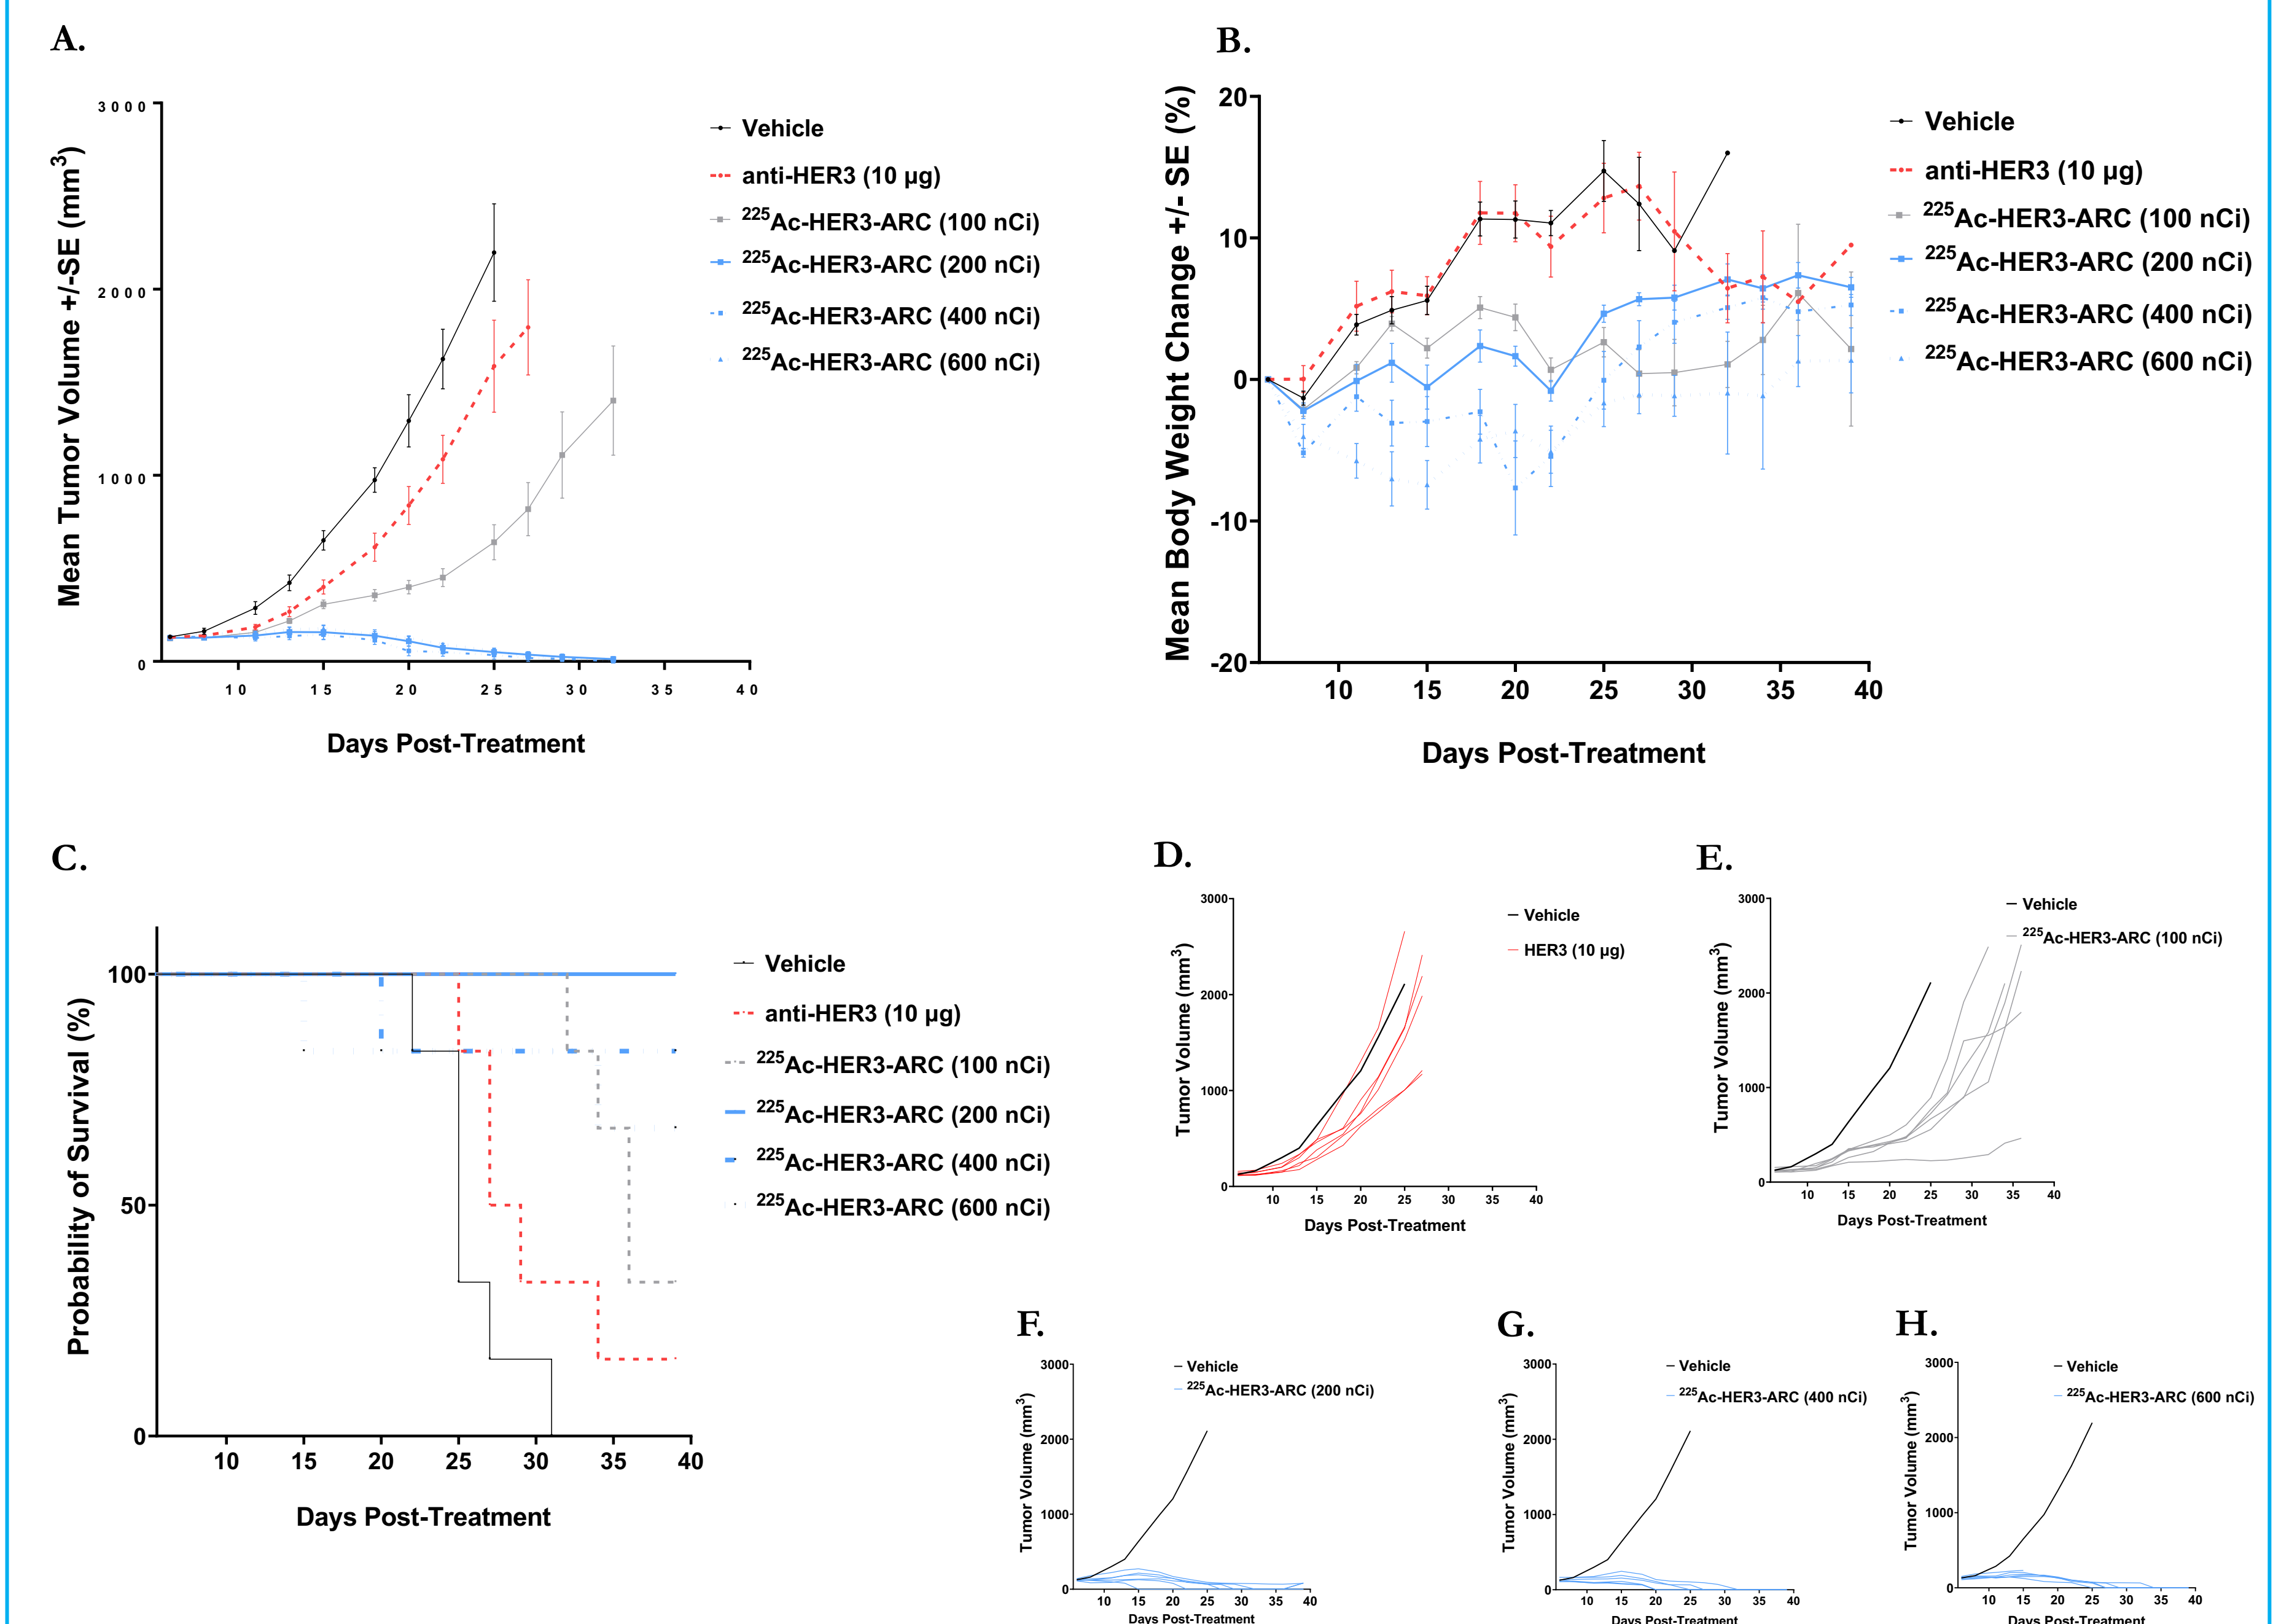 A.
3000
2000
1000
0
10 15 20 25 30 35 40
Mean Tumor Volume +/-SE (mm³)
Days Post-Treatment
Vehicle
anti-HER3 (10 µg)
²²⁵Ac-HER3-ARC (100 nCi)
²²⁵Ac-HER3-ARC (200 nCi)
²²⁵Ac-HER3-ARC (400 nCi)
²²⁵Ac-HER3-ARC (600 nCi)
B.
20
10
0
-10
-20
10 15 20 25 30 35 40
Mean Body Weight Change +/- SE (%)
Days Post-Treatment
Vehicle
anti-HER3 (10 µg)
²²⁵Ac-HER3-ARC (100 nCi)
²²⁵Ac-HER3-ARC (200 nCi)
²²⁵Ac-HER3-ARC (400 nCi)
²²⁵Ac-HER3-ARC (600 nCi)
C.
100
50
0
10 15 20 25 30 35 40
Probability of Survival (%)
Days Post-Treatment
Vehicle
anti-HER3 (10 µg)
²²⁵Ac-HER3-ARC (100 nCi)
²²⁵Ac-HER3-ARC (200 nCi)
²²⁵Ac-HER3-ARC (400 nCi)
²²⁵Ac-HER3-ARC (600 nCi)
D.
3000
2000
1000
0
10 15 20 25 30 35 40
Tumor Volume (mm³)
Days Post-Treatment
Vehicle
HER3 (10 µg)
E.
3000
2000
1000
0
10 15 20 25 30 35 40
Tumor Volume (mm³)
Days Post-Treatment
Vehicle
²²⁵Ac-HER3-ARC (100 nCi)
F.
3000
2000
1000
0
10 15 20 25 30 35 40
Tumor Volume (mm³)
Days Post-Treatment
Vehicle
²²⁵Ac-HER3-ARC (200 nCi)
G.
3000
2000
1000
0
10 15 20 25 30 35 40
Tumor Volume (mm³)
Days Post-Treatment
Vehicle
²²⁵Ac-HER3-ARC (400 nCi)
H.
3000
2000
1000
0
10 15 20 25 30 35 40
Tumor Volume (mm³)
Days Post-Treatment
Vehicle
²²⁵Ac-HER3-ARC (600 nCi)